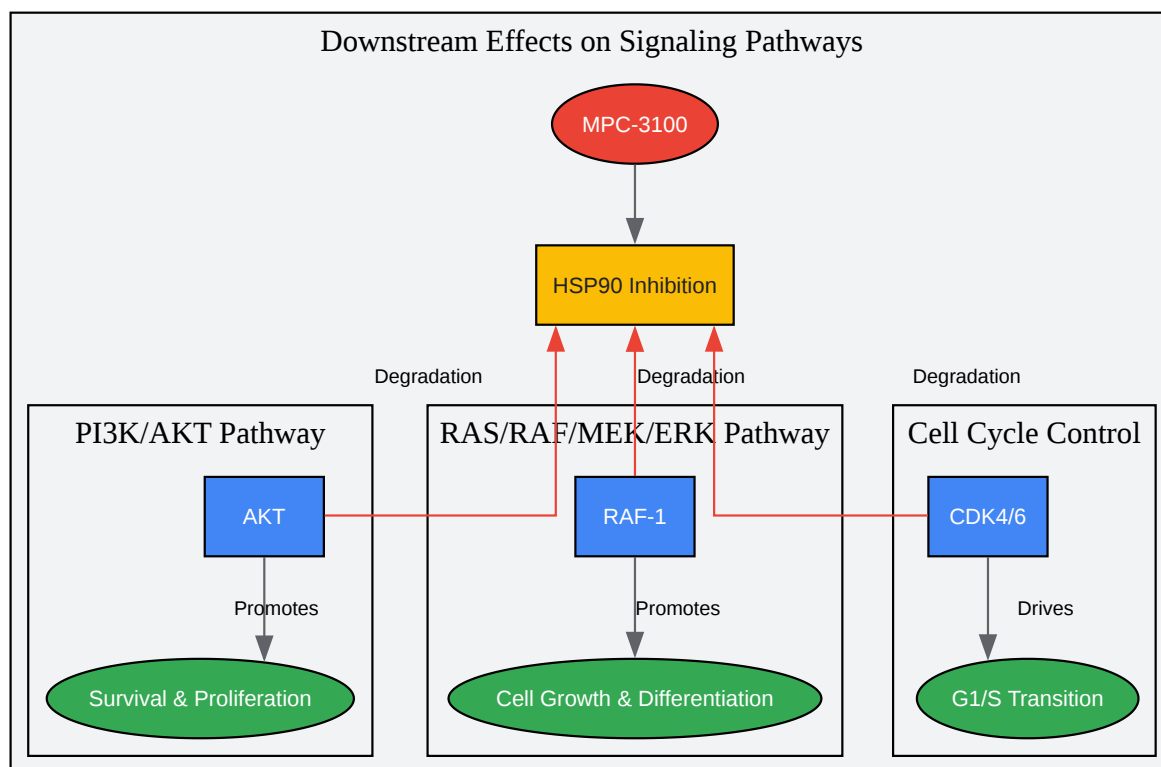 Downstream Effects on Signaling Pathways
MPC-3100
HSP90 Inhibition
Degradation
Degradation
Degradation
PI3K/AKT Pathway
RAS/RAF/MEK/ERK Pathway
Cell Cycle Control
AKT
RAF-1
CDK4/6
Promotes
Promotes
Drives
Survival & Proliferation
Cell Growth & Differentiation
G1/S Transition